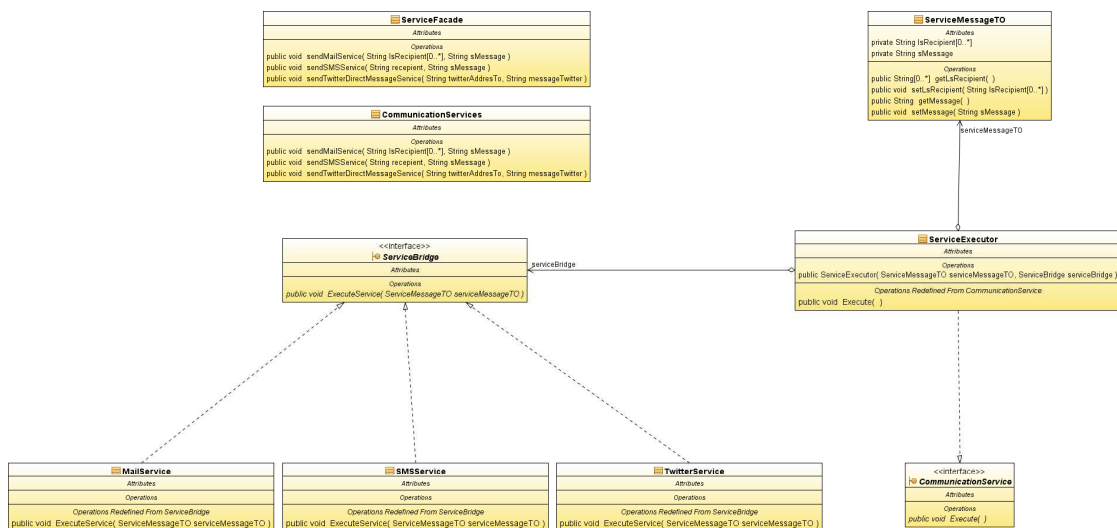 ServiceFacade
Attributes
Operations
public void sendMailService( String lsRecipient[0..*], String sMessage )
public void sendSMSService( String recepient, String sMessage )
public void sendTwitterDirectMessageService( String twitterAddresTo, String messageTwitter )
ServiceMessageTO
Attributes
private String lsRecipient[0..*]
private String sMessage
Operations
public String[0..*] getLsRecipient( )
public void setLsRecipient( String lsRecipient[0..*] )
public String getMessage( )
public void setMessage( String sMessage )
CommunicationServices
Attributes
Operations
public void sendMailService( String lsRecipient[0..*], String sMessage )
public void sendSMSService( String recepient, String sMessage )
public void sendTwitterDirectMessageService( String twitterAddresTo, String messageTwitter )
serviceMessageTO
<<interface>>
ServiceBridge
Attributes
Operations
public void ExecuteService( ServiceMessageTO serviceMessageTO )
serviceBridge
ServiceExecutor
Attributes
Operations
public ServiceExecutor( ServiceMessageTO serviceMessageTO, ServiceBridge serviceBridge )
Operations Redefined From CommunicationService
public void Execute( )
MailService
Attributes
Operations
Operations Redefined From ServiceBridge
public void ExecuteService( ServiceMessageTO serviceMessageTO )
SMSService
Attributes
Operations
Operations Redefined From ServiceBridge
public void ExecuteService( ServiceMessageTO serviceMessageTO )
TwitterService
Attributes
Operations
Operations Redefined From ServiceBridge
public void ExecuteService( ServiceMessageTO serviceMessageTO )
<<interface>>
CommunicationService
Attributes
Operations
public void Execute( )